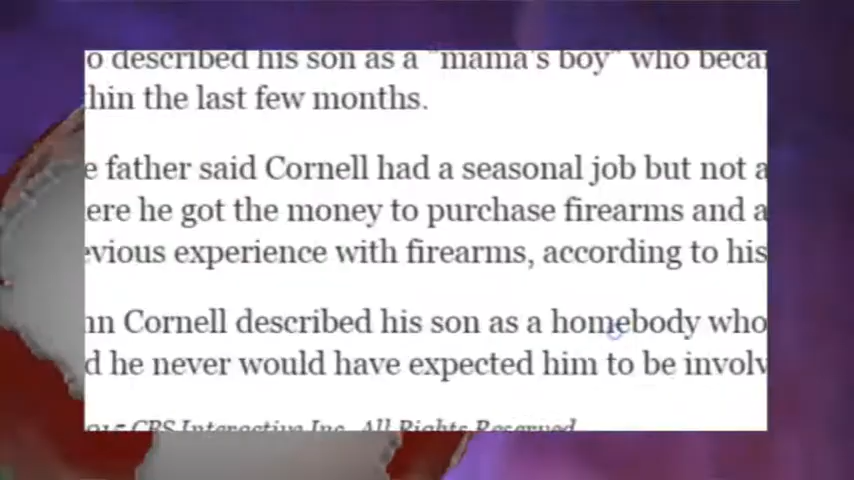 o described his son as a "mama's boy" who becam
hin the last few months.
e father said Cornell had a seasonal job but not a
ere he got the money to purchase firearms and a
evious experience with firearms, according to his
nn Cornell described his son as a homebody who
d he never would have expected him to be involv
015 CBS Interactive Inc. All Rights Reserved